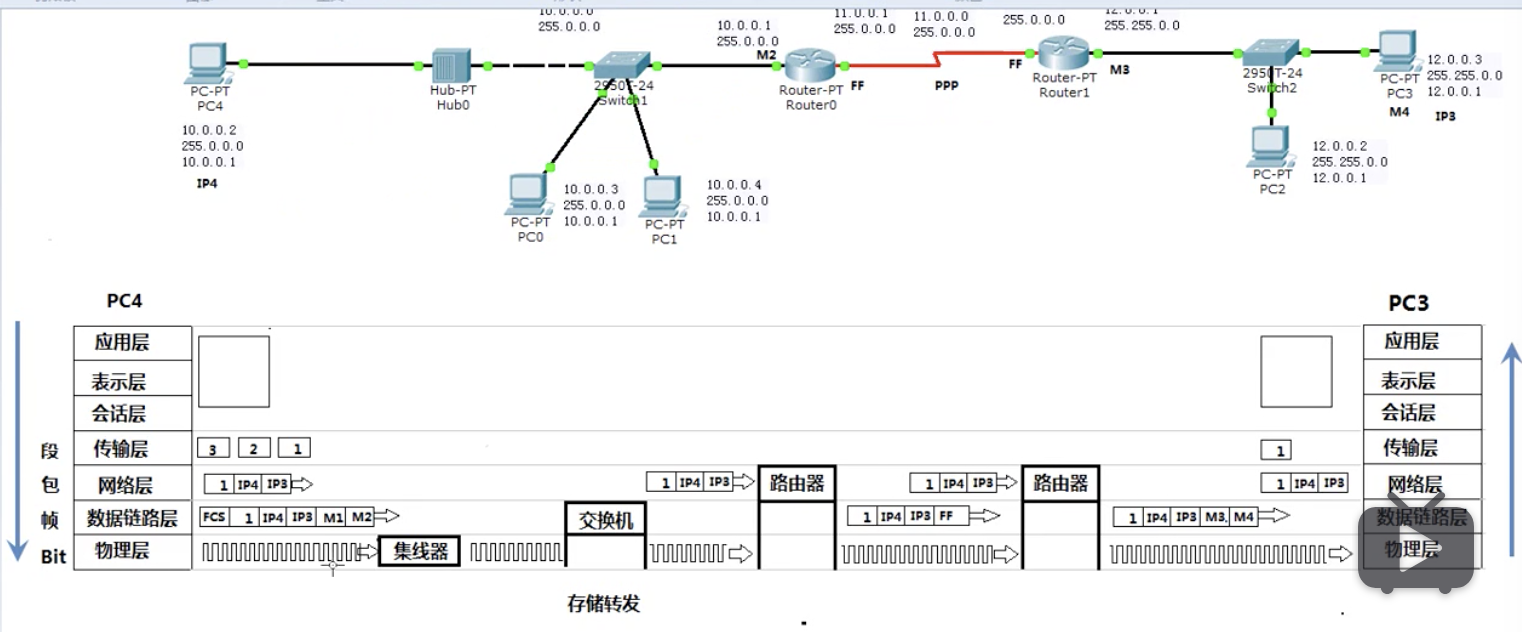 255.0.0.0
10.0.0.1
255.0.0.0
M2
11.0.0.1
255.0.0.0
11.0.0.0
255.0.0.0
255.0.0.0
12.0.0.1
255.255.0.0
PC-PT
PC4
10.0.0.2
255.0.0.0
10.0.0.1
IP4
Hub-PT
Hub0
2950T-24
Switch1
Router-PT
Router0
FF
PPP
FF
Router-PT
Router1
M3
2950T-24
Switch2
PC-PT
PC3
M4
12.0.0.3
255.255.0.0
12.0.0.1
IP3
PC-PT
PC0
10.0.0.3
255.0.0.0
10.0.0.1
PC-PT
PC1
10.0.0.4
255.0.0.0
10.0.0.1
PC-PT
PC2
12.0.0.2
255.255.0.0
12.0.0.1
PC4
PC3
应用层
应用层
表示层
表示层
会话层
会话层
段 传输层 3 2 1
1 传输层
包 网络层 1 IP4 IP3
1 IP4 IP3 路由器
1 IP4 IP3 路由器
1 IP4 IP3 网络层
帧 数据链路层 FCS 1 IP4 IP3 M1 M2
交换机
1 IP4 IP3 FF
1 IP4 IP3 M3, M4
数据链路层
Bit 物理层 集线器
物理层
存储转发